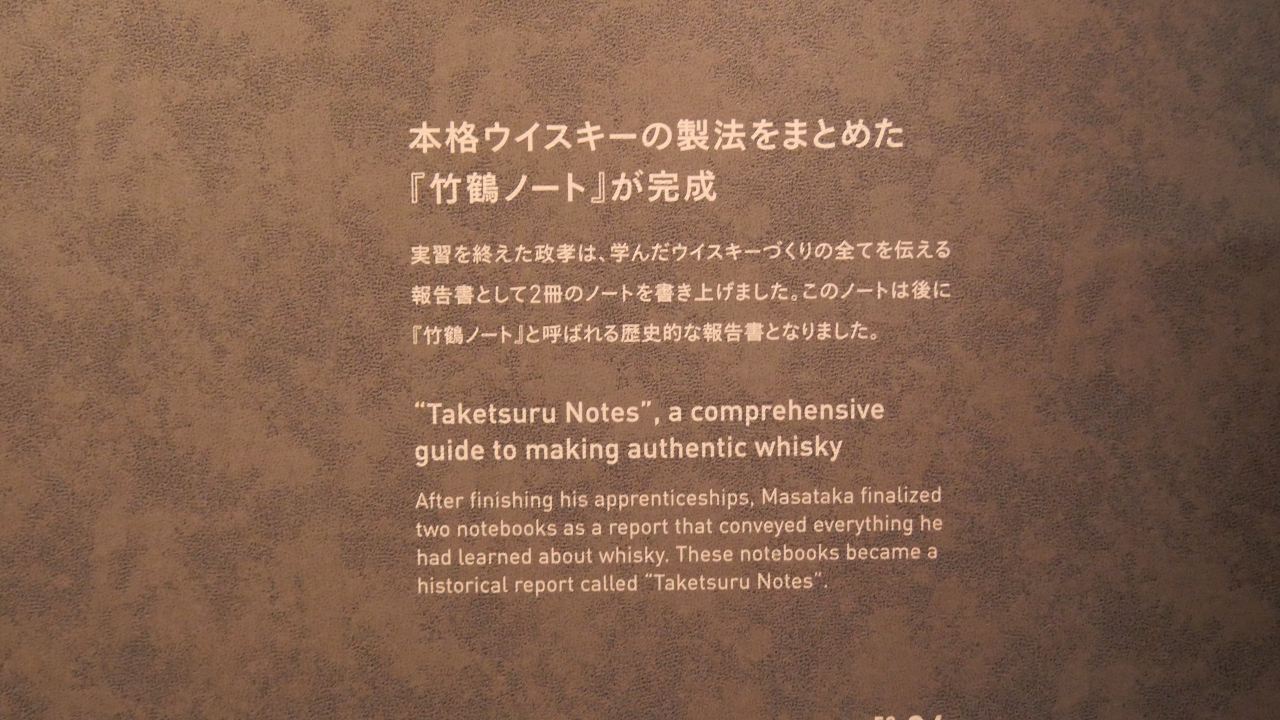 本格ウイスキーの製法をまとめた
『竹鶴ノート』が完成
実習を終えた政孝は、学んだウイスキーづくりの全てを伝える
報告書として2冊のノートを書き上げました。このノートは後に
『竹鶴ノート』と呼ばれる歴史的な報告書となりました。
“Taketsuru Notes”, a comprehensive
guide to making authentic whisky
After finishing his apprenticeships, Masataka finalized
two notebooks as a report that conveyed everything he
had learned about whisky. These notebooks became a
historical report called “Taketsuru Notes”.